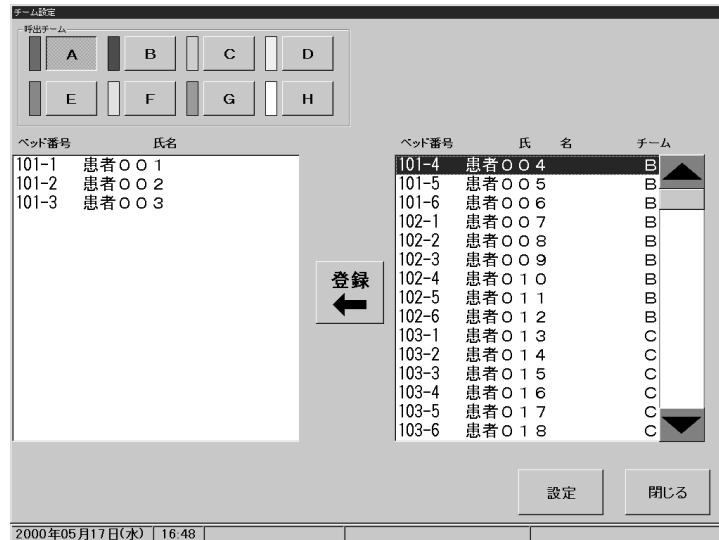 チーム設定
呼出チーム
A B C D
E F G H
ベッド番号 氏名
101-1 患者００１
101-2 患者００２
101-3 患者００３
登録
ベッド番号 氏 名 チーム
101-4 患者００４ B
101-5 患者００５ B
101-6 患者００６ B
102-1 患者００７ B
102-2 患者００８ B
102-3 患者００９ B
102-4 患者０１０ B
102-5 患者０１１ B
102-6 患者０１２ B
103-1 患者０１３ C
103-2 患者０１４ C
103-3 患者０１５ C
103-4 患者０１６ C
103-5 患者０１７ C
103-6 患者０１８ C
設定 閉じる
2000年05月17日(水) 16:48